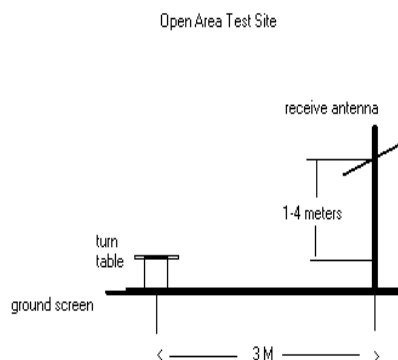 Open Area Test Site
receive antenna
1-4 meters
turn
table
ground screen
3 M